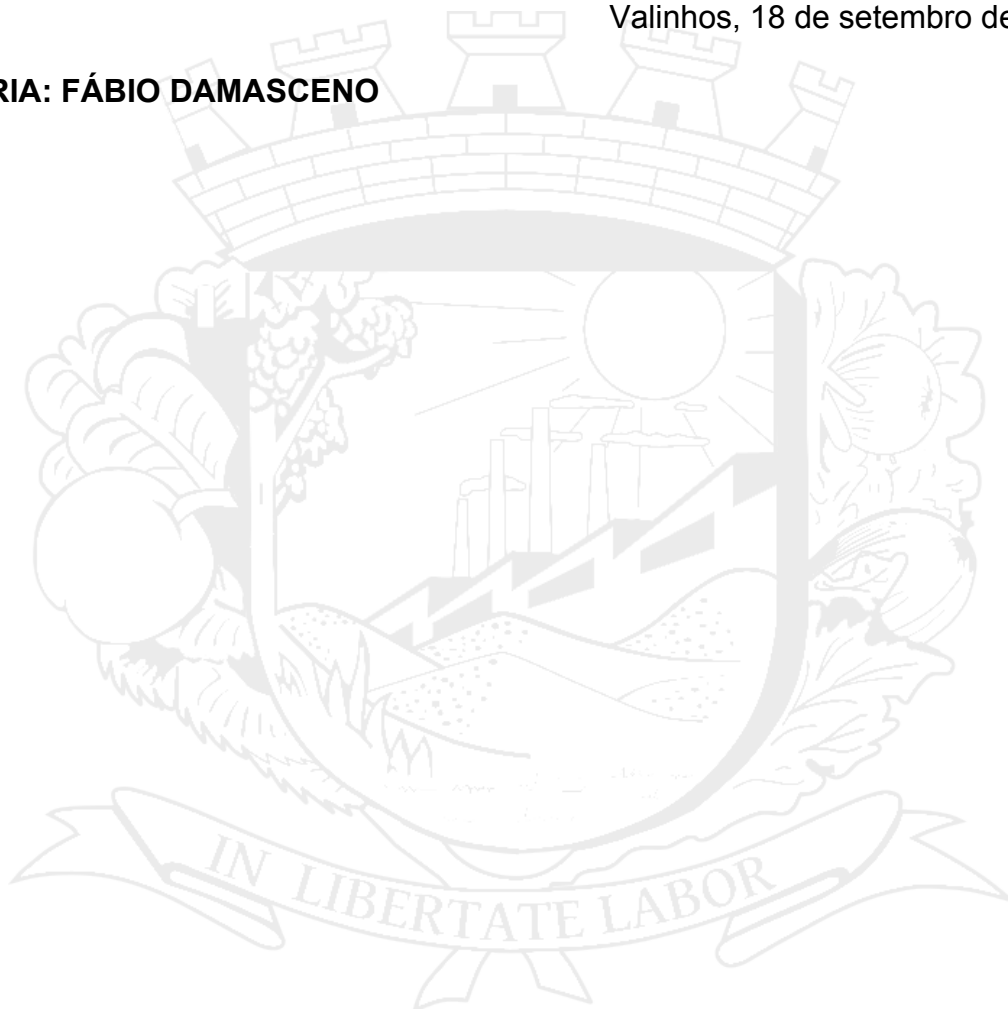 Valinhos, 18 de setembro de
RIA: FÁBIO DAMASCENO
IN LIBERTATE LABOR